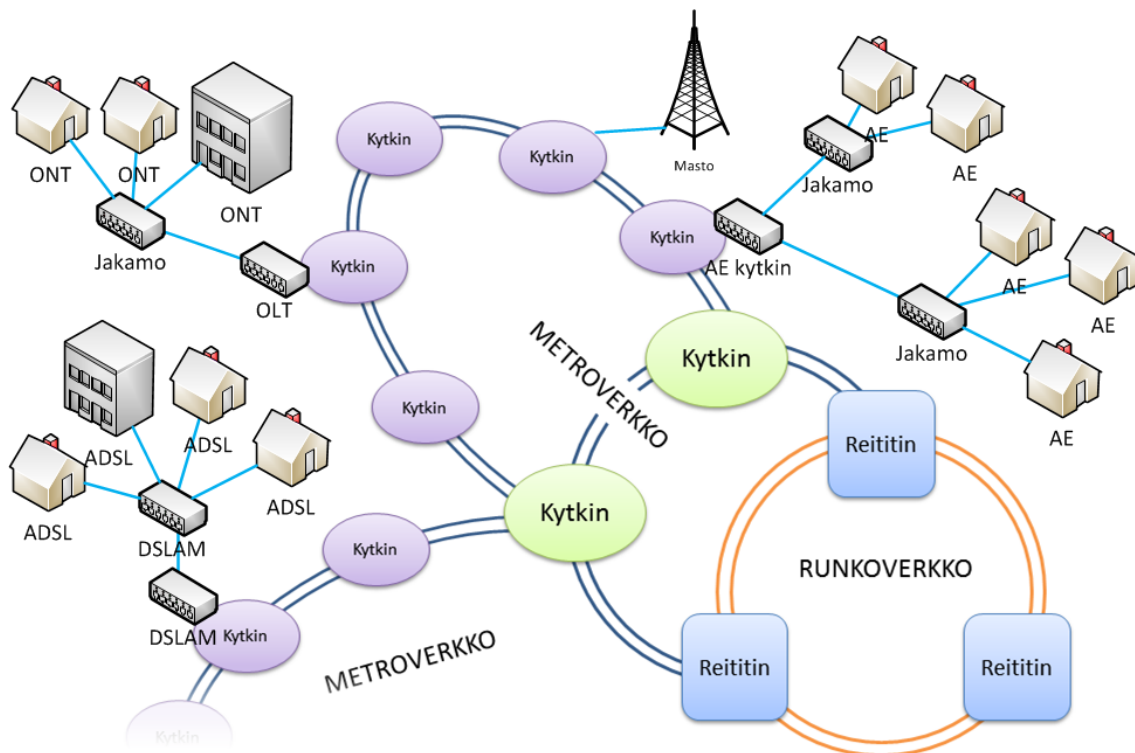 ONT
ONT
ONT
Jakamo
OLT
Kytkin
Kytkin
Kytkin
Kytkin
Masto
AE
AE
Jakamo
AE kytkin
AE
AE
Jakamo
AE
Kytkin
METROVERKKO
Kytkin
Kytkin
Reititin
ADSL
ADSL
ADSL
ADSL
DSLAM
DSLAM
Kytkin
Kytkin
Kytkin
METROVERKKO
RUNKOVERKKO
Reititin
Reititin